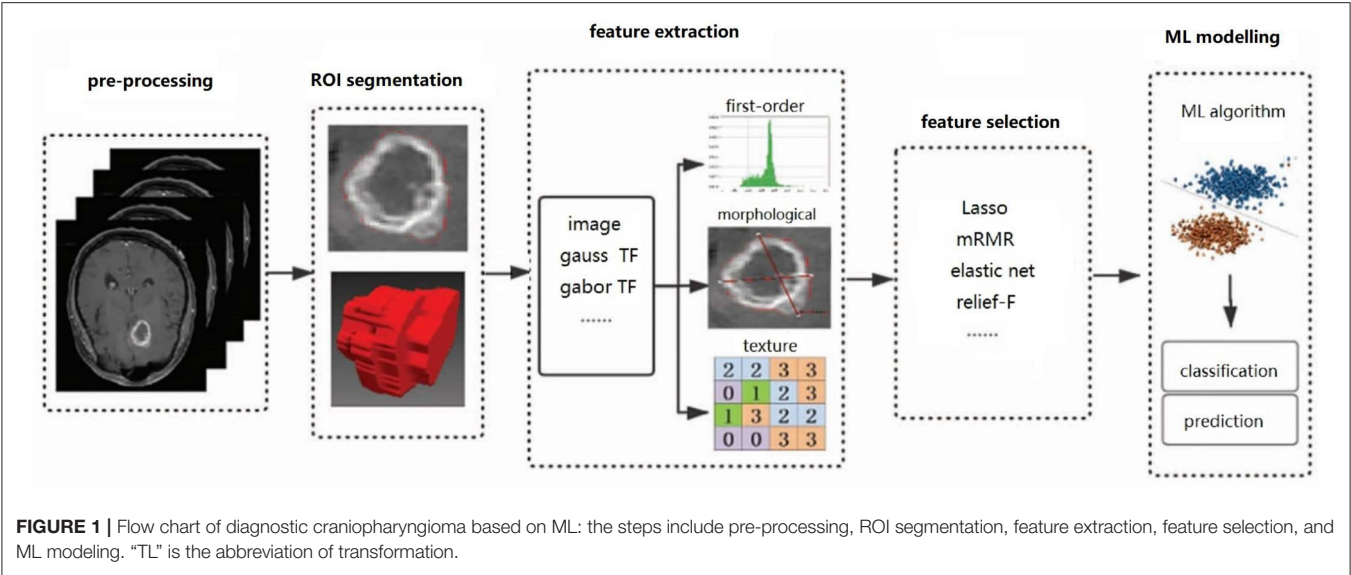 pre-processing
ROI segmentation
feature extraction
image
gauss TF
gabor TF
......
first-order
morphological
texture
2 2 3 3
0 1 2 3
1 3 2 2
0 0 3 3
feature selection
Lasso
mRMR
elastic net
relief-F
......
ML modelling
ML algorithm
classification
prediction
FIGURE 1 | Flow chart of diagnostic craniopharyngioma based on ML: the steps include pre-processing, ROI segmentation, feature extraction, feature selection, and
ML modeling. “TL” is the abbreviation of transformation.